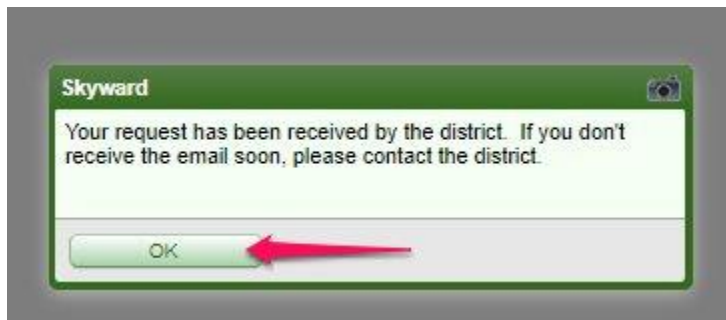 Skyward
Your request has been received by the district.  If you don't
receive the email soon, please contact the district.
OK